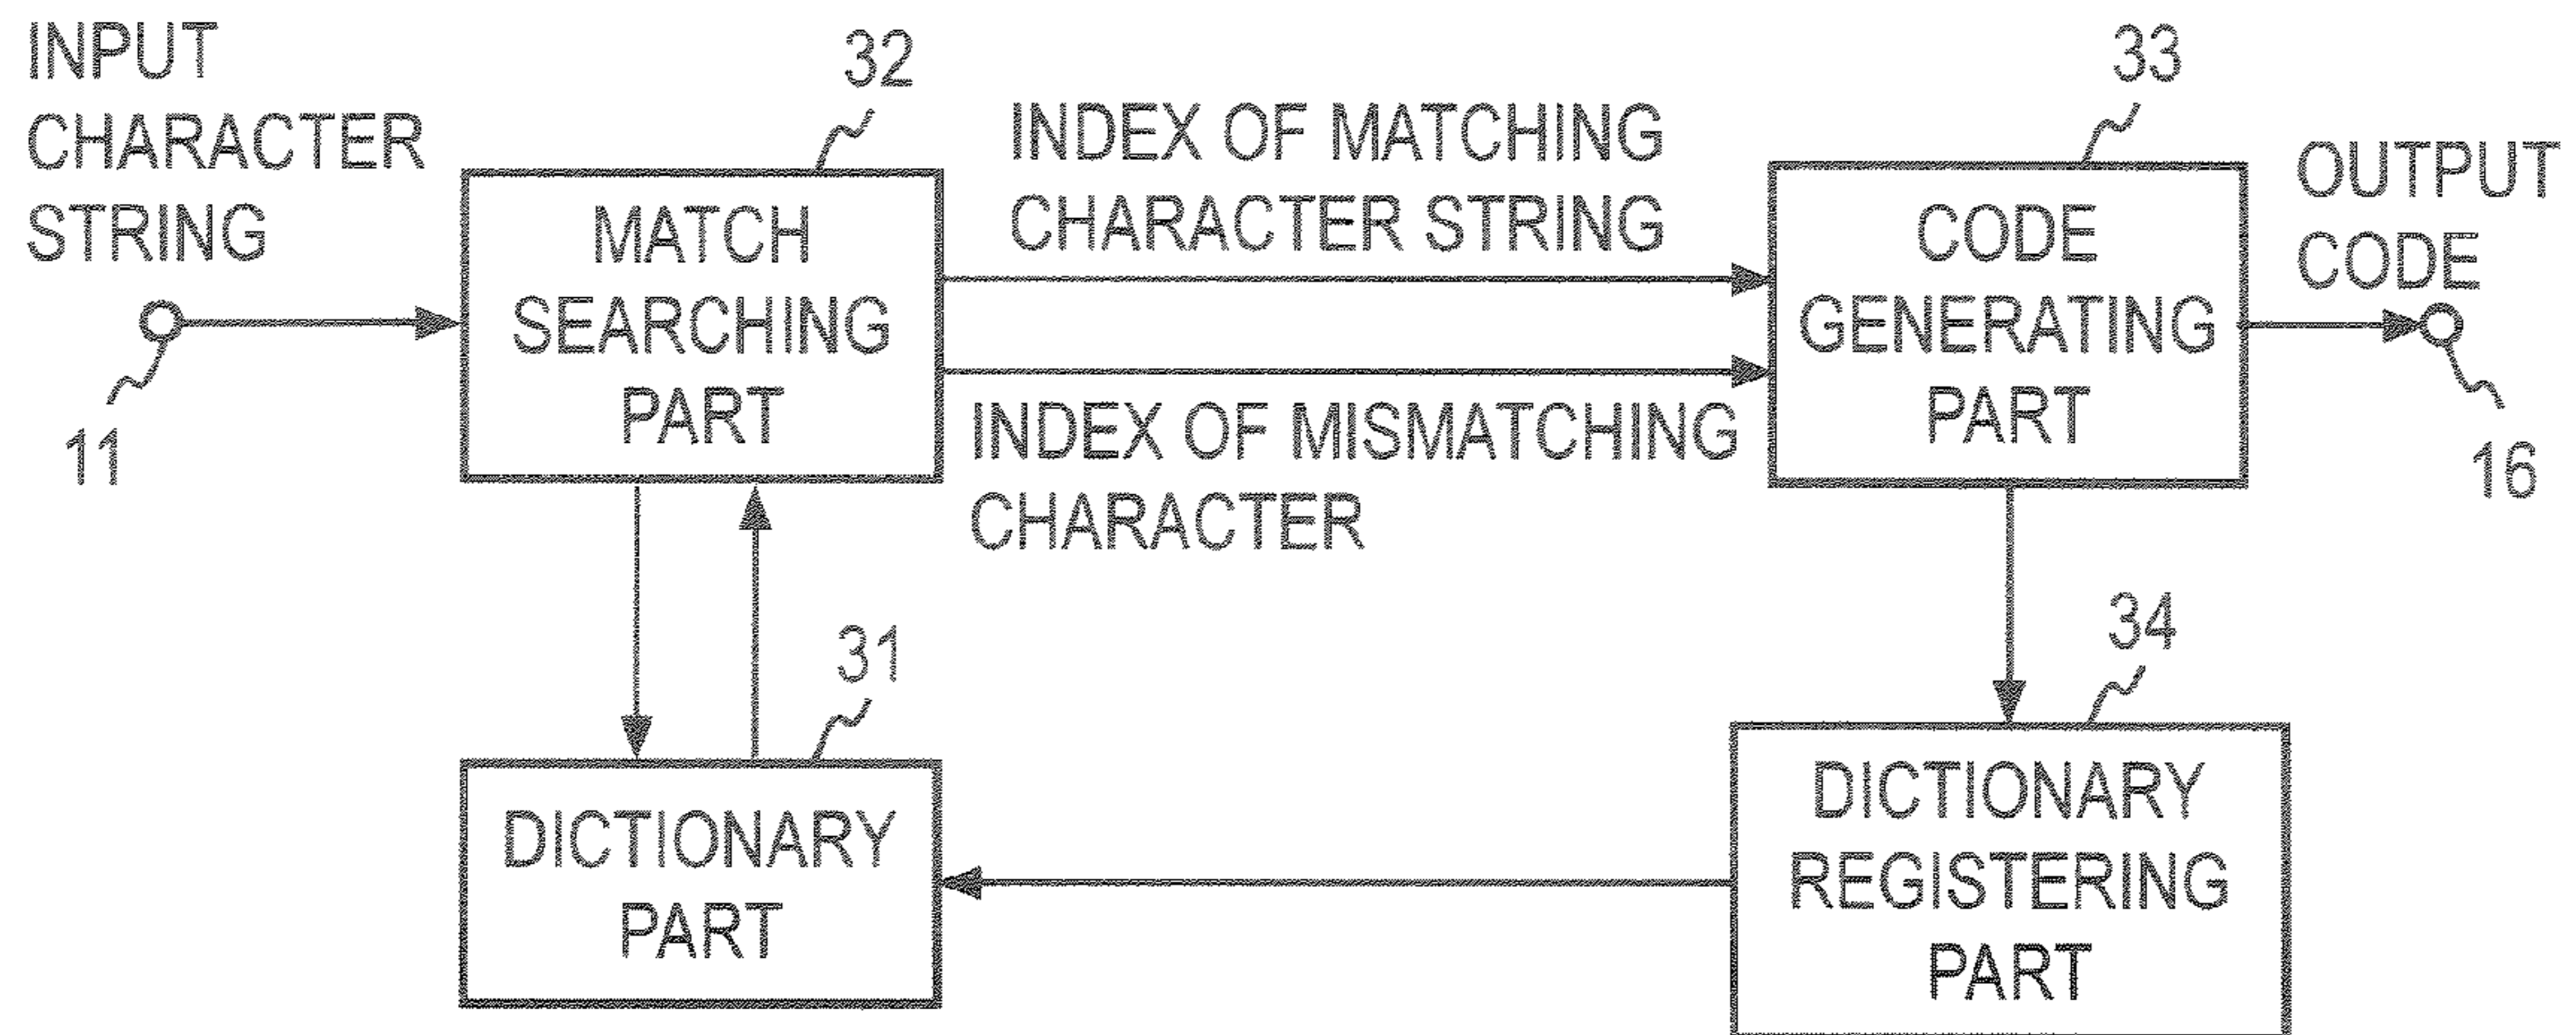 INPUT
CHARACTER
STRING
11
32
MATCH
SEARCHING
PART
INDEX OF MATCHING
CHARACTER STRING
INDEX OF MISMATCHING
CHARACTER
33
CODE
GENERATING
PART
OUTPUT
CODE
16
31
DICTIONARY
PART
34
DICTIONARY
REGISTERING
PART